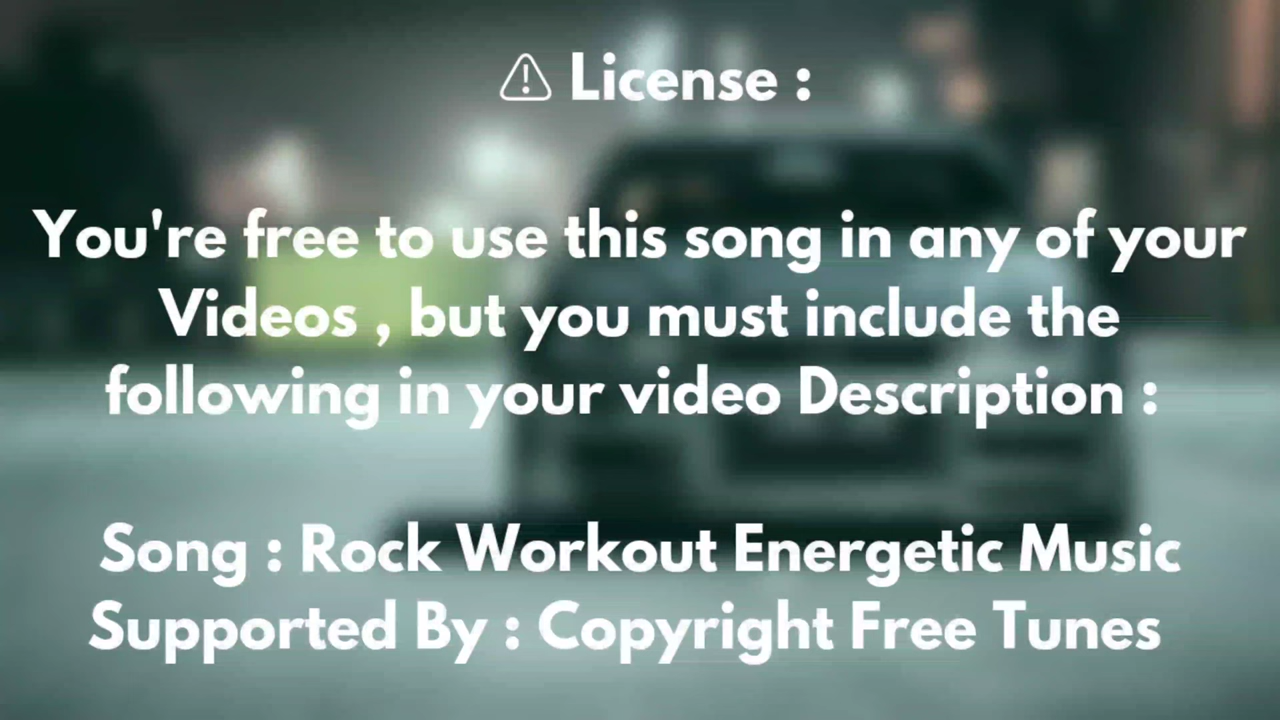 ⚠ License :
You're free to use this song in any of your
Videos , but you must include the
following in your video Description :
Song : Rock Workout Energetic Music
Supported By : Copyright Free Tunes